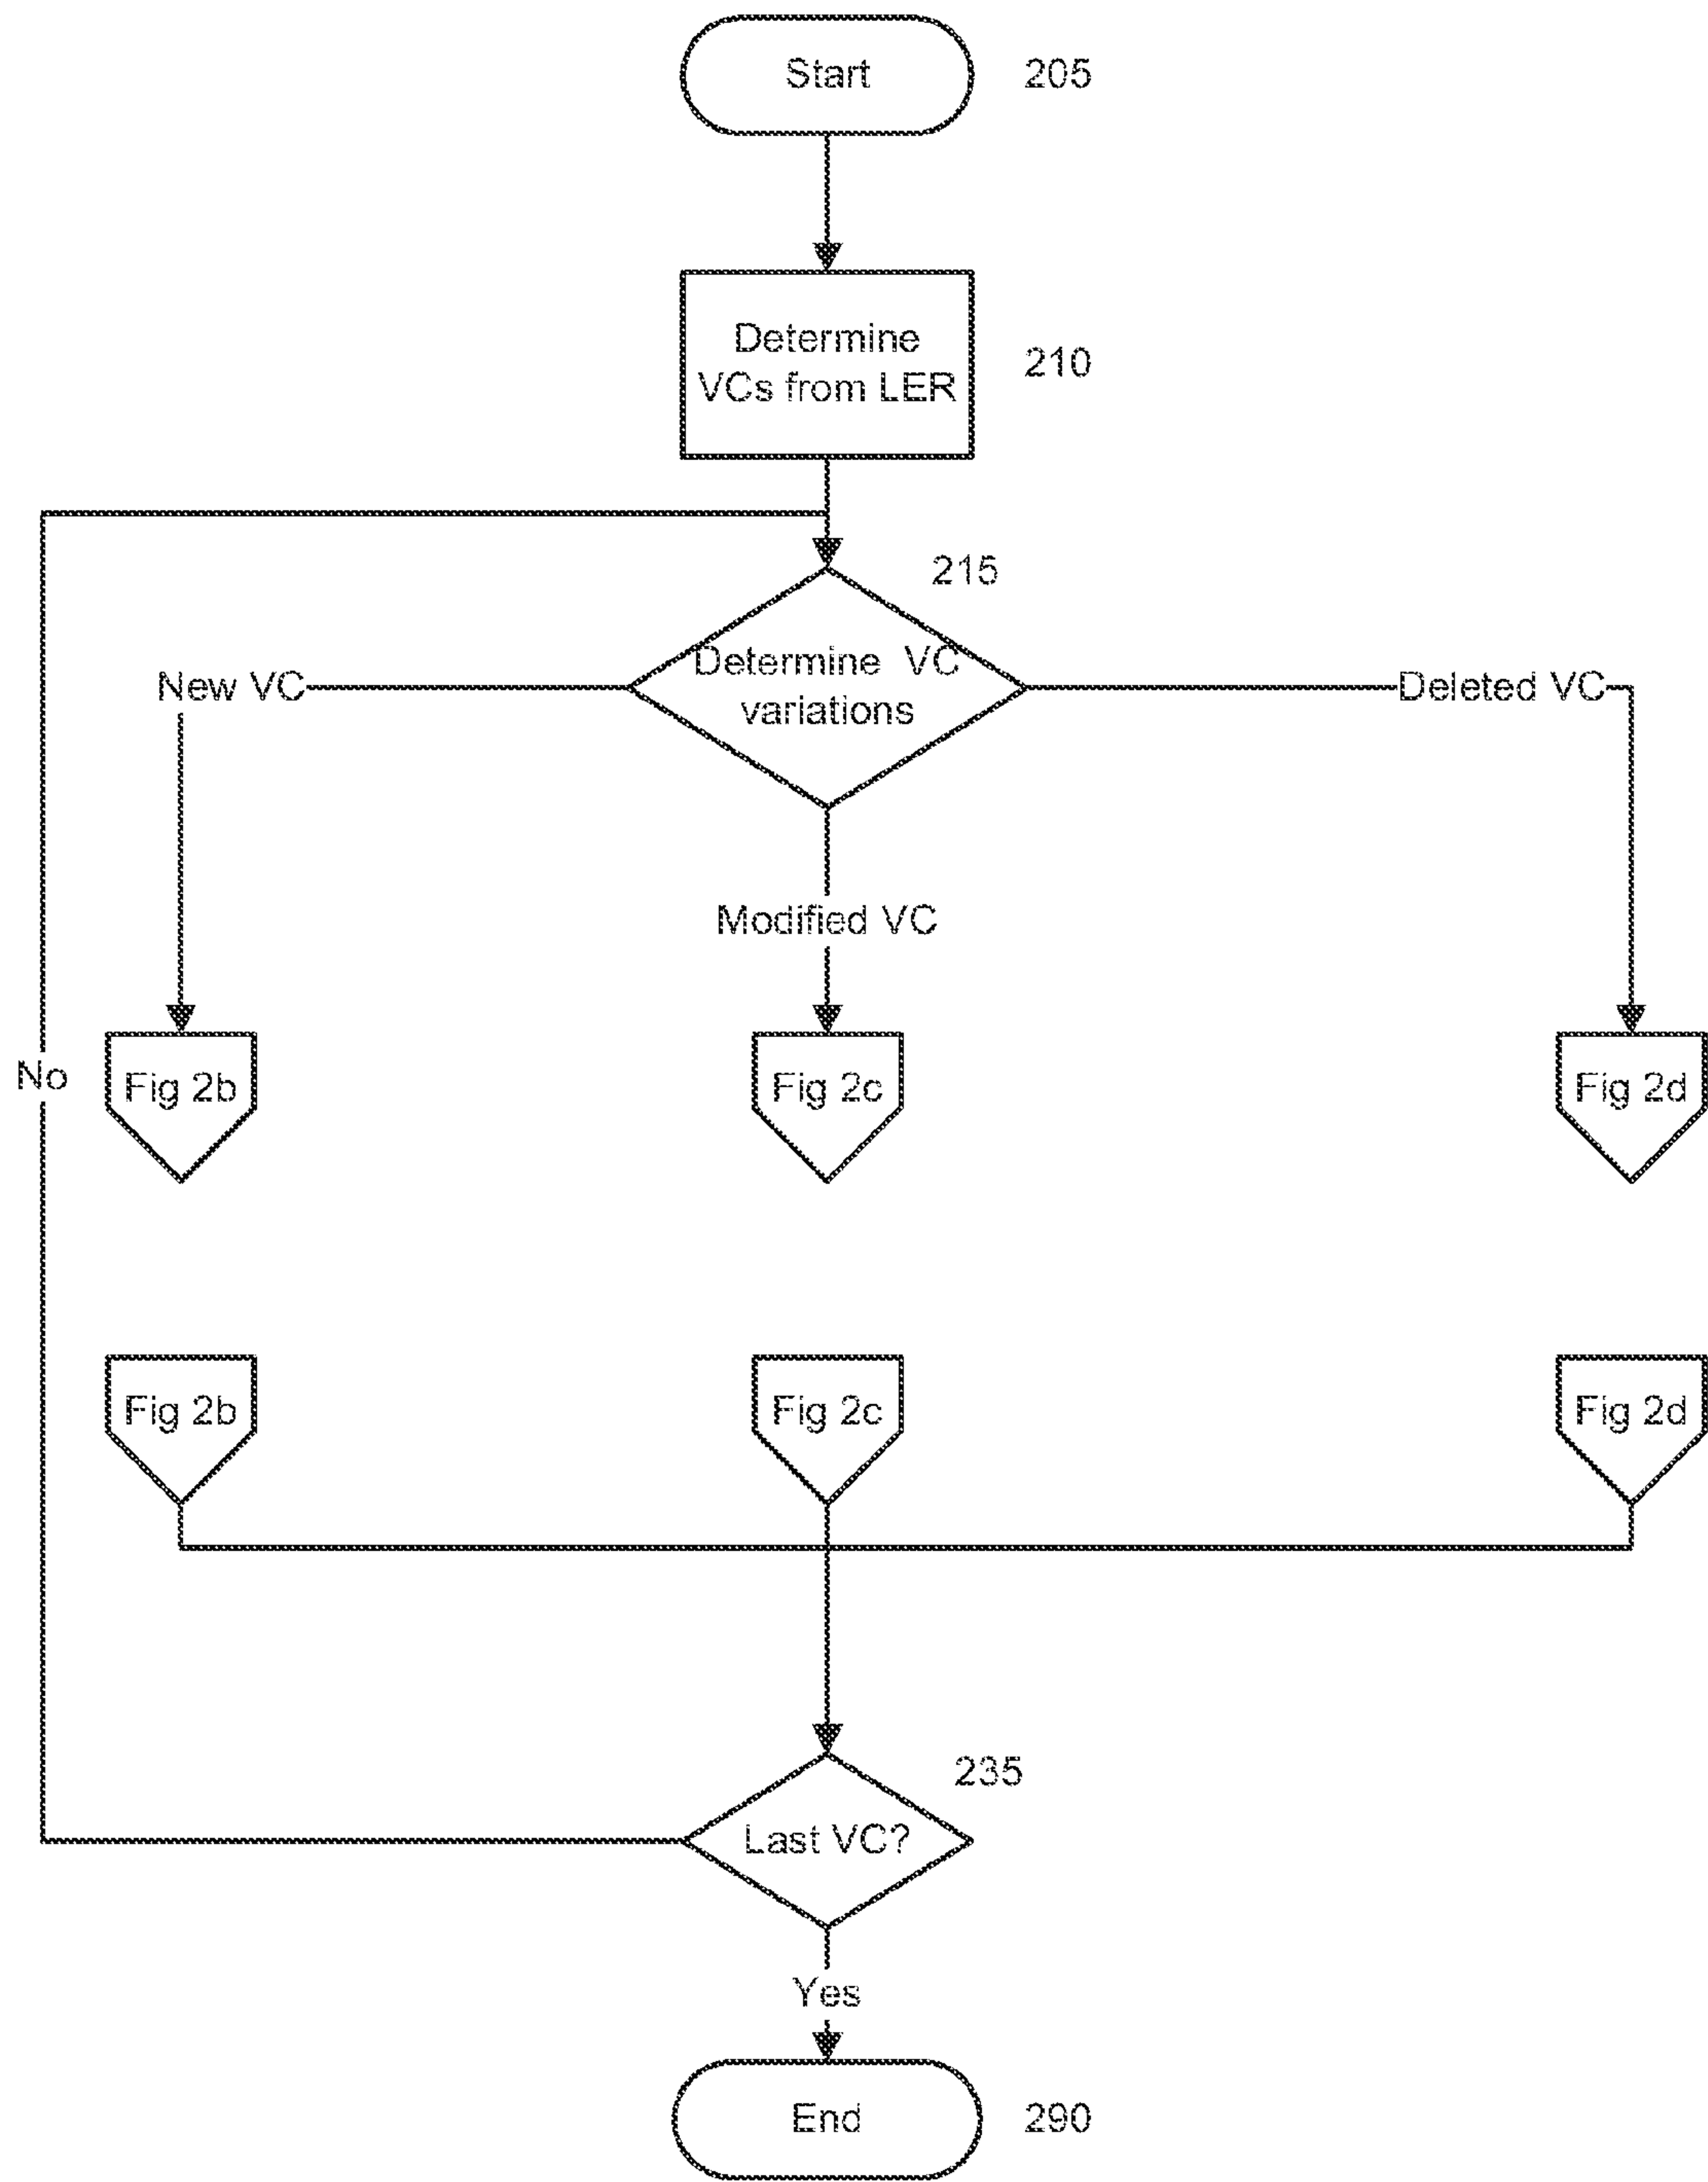 Start
205
Determine
VCs from LER
210
215
Determine VC
variations
New VC
Deleted VC
Modified VC
No
Fig 2b
Fig 2c
Fig 2d
Fig 2b
Fig 2c
Fig 2d
235
Last VC?
Yes
End
290